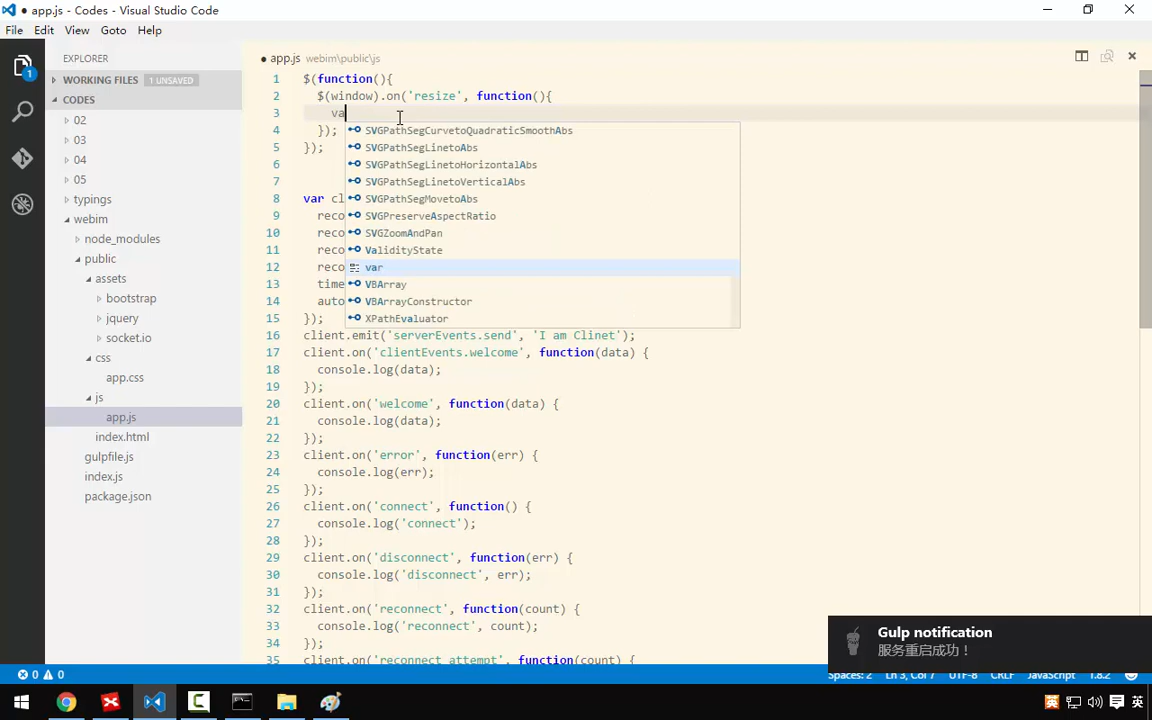 ● app.js - Codes - Visual Studio Code
File Edit View Goto Help
EXPLORER
WORKING FILES 1 UNSAVED
CODES
02
03
04
05
typings
webim
node_modules
public
assets
bootstrap
jquery
socket.io
css
app.css
js
app.js
index.html
gulpfile.js
index.js
package.json
1
● app.js webim\public\js
1 $(function(){
2 $(window).on('resize', function(){
3 va
4 });
5 });
6
7
8 var cl
9 reco
10 reco
11 reco
12 reco
13 time
14 auto
15 });
16 client.emit('serverEvents.send', 'I am Clinet');
17 client.on('clientEvents.welcome', function(data) {
18 console.log(data);
19 });
20 client.on('welcome', function(data) {
21 console.log(data);
22 });
23 client.on('error', function(err) {
24 console.log(err);
25 });
26 client.on('connect', function() {
27 console.log('connect');
28 });
29 client.on('disconnect', function(err) {
30 console.log('disconnect', err);
31 });
32 client.on('reconnect', function(count) {
33 console.log('reconnect', count);
34 });
35 client.on('reconnect_attempt', function(count) {
SVGPathSegCurvetoQuadraticSmoothAbs
SVGPathSegLinetoAbs
SVGPathSegLinetoHorizontalAbs
SVGPathSegLinetoVerticalAbs
SVGPathSegMovetoAbs
SVGPreserveAspectRatio
SVGZoomAndPan
ValidityState
var
VBArray
VBArrayConstructor
XPathEvaluator
Gulp notification
服务重启成功！
0 0
Spaces: 2 Ln 3, Col 7 UTF-8 CRLF JavaScript 1.8.2
英